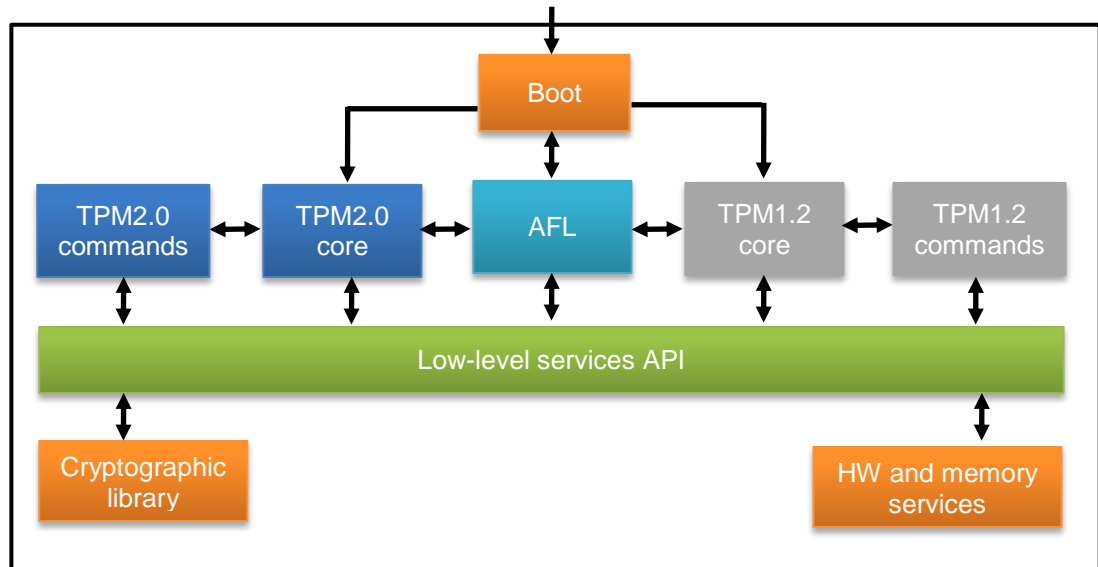 Boot
TPM2.0
commands
TPM2.0
core
AFL
TPM1.2
core
TPM1.2
commands
Low-level services API
Cryptographic
library
HW and memory
services